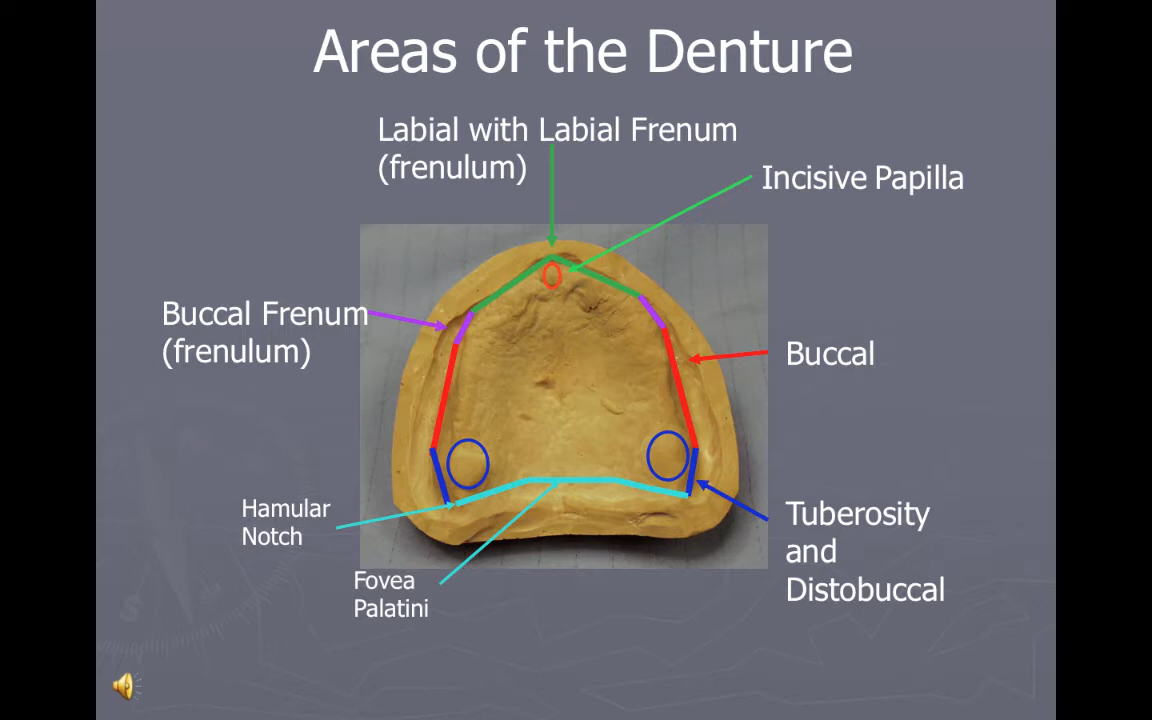 Areas of the Denture
Labial with Labial Frenum
(frenulum)
Incisive Papilla
Buccal Frenum
(frenulum)
Buccal
Hamular
Notch
Tuberosity
and
Distobuccal
Fovea
Palatini